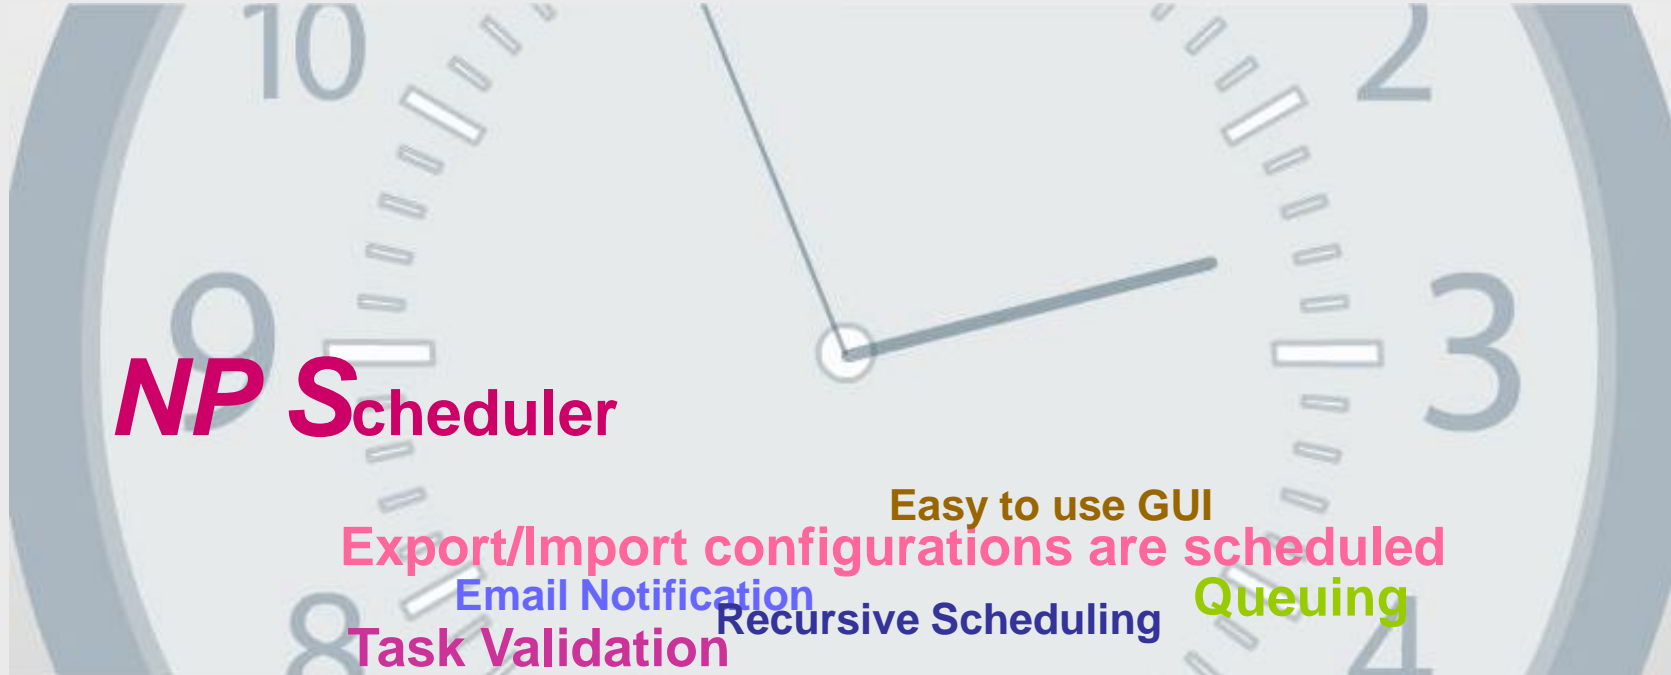 10
2
9
3
NP Scheduler
Easy to use GUI
Export/Import configurations are scheduled
Email Notification
Queuing
Recursive Scheduling
Task Validation
8
4